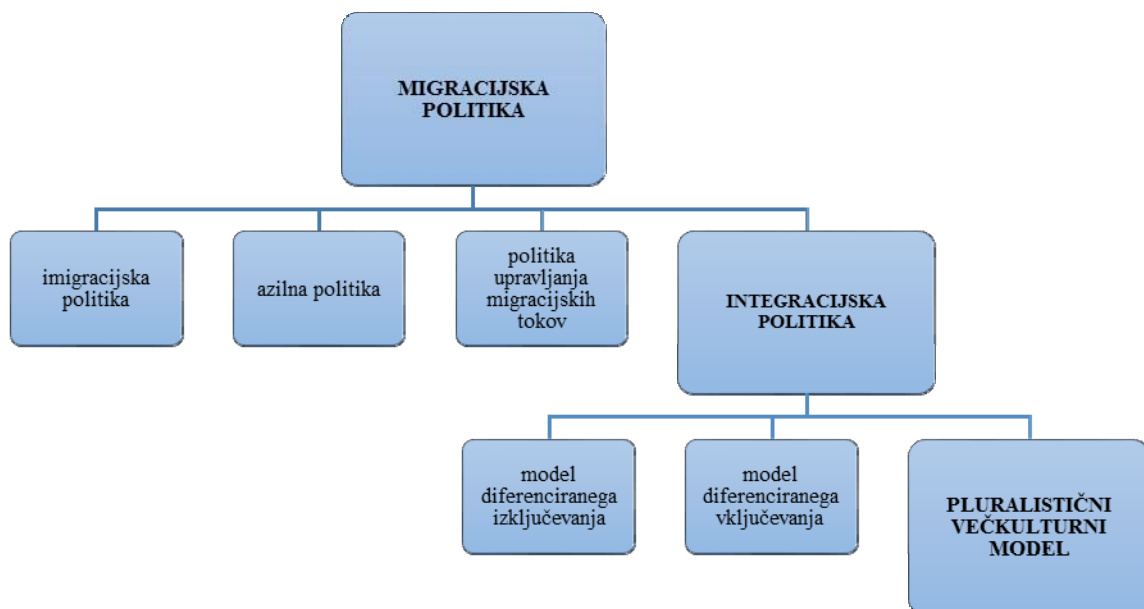 MIGRACIJSKA
POLITIKA
imigracijska
politika
azilna politika
politika
upravljanja
migracijskih
tokov
INTEGRACIJSKA
POLITIKA
model
diferenciranega
izključevanja
model
diferenciranega
vključevanja
PLURALISTIČNI
VEČKULTURNI
MODEL